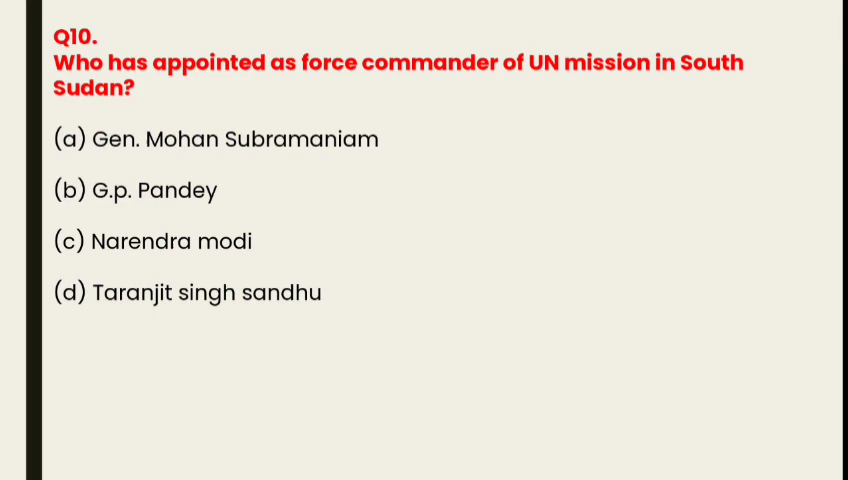 Q10.
Who has appointed as force commander of UN mission in South
Sudan?
(a) Gen. Mohan Subramaniam
(b) G.p. Pandey
(c) Narendra modi
(d) Taranjit singh sandhu